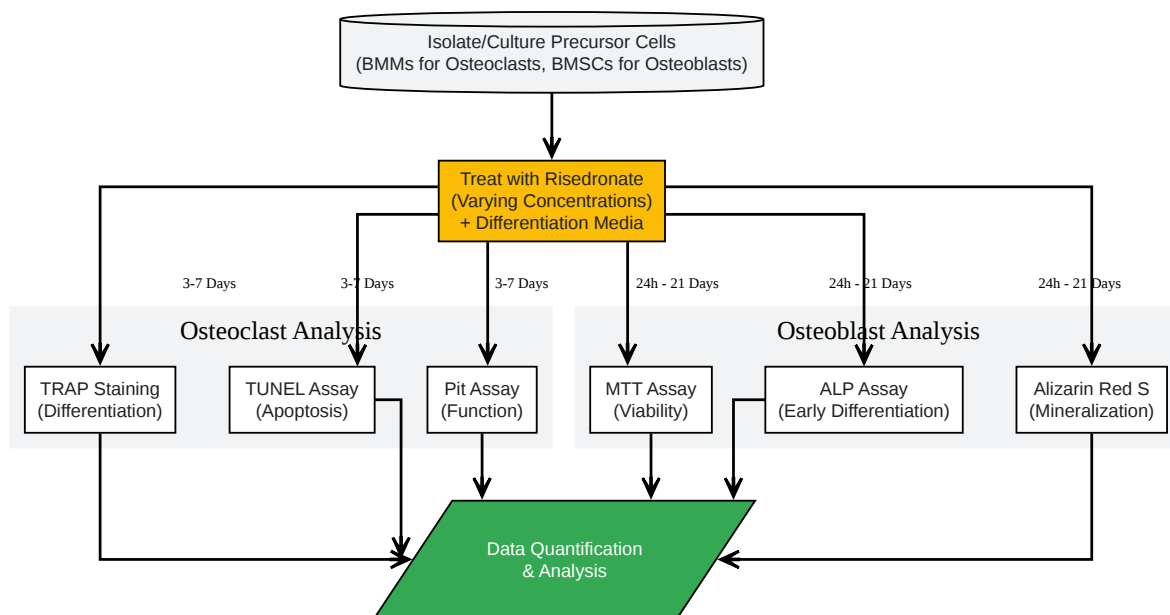 Isolate/Culture Precursor Cells
(BMMs for Osteoclasts, BMSCs for Osteoblasts)
Treat with Risedronate
(Varying Concentrations)
+ Differentiation Media
3-7 Days
3-7 Days
3-7 Days
24h - 21 Days
24h - 21 Days
24h - 21 Days
Osteoclast Analysis
Osteoblast Analysis
TRAP Staining
(Differentiation)
TUNEL Assay
(Apoptosis)
Pit Assay
(Function)
MTT Assay
(Viability)
ALP Assay
(Early Differentiation)
Alizarin Red S
(Mineralization)
Data Quantification
& Analysis